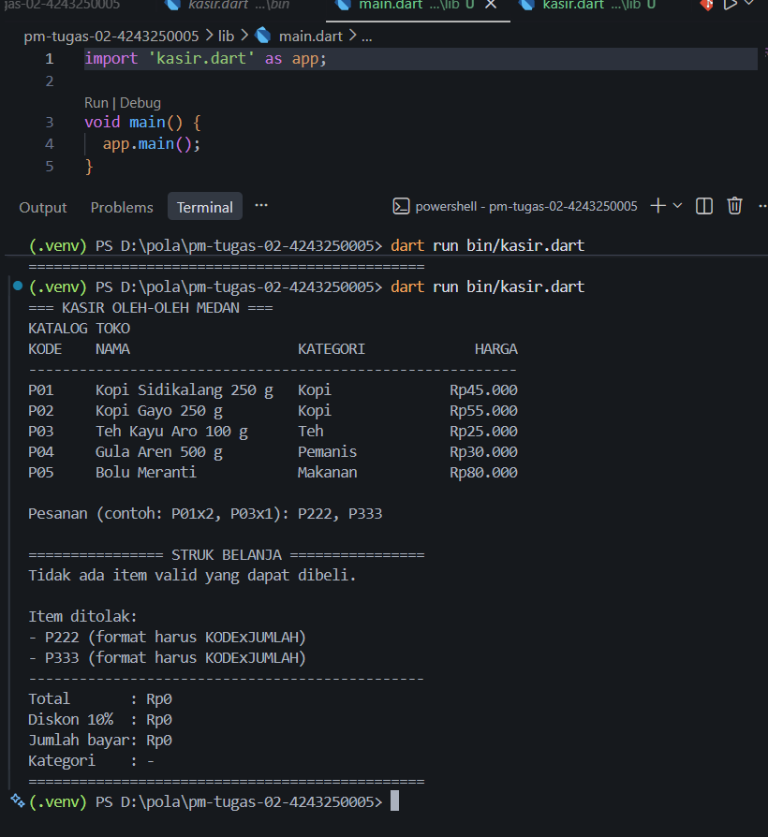 jas-02-4243250005 kasir.dart ...\bin main.dart ...\lib U kasir.dart ...\lib U
pm-tugas-02-4243250005 > lib > main.dart > ...
1 import 'kasir.dart' as app;
2
Run | Debug
3 void main() {
4 app.main();
5 }
Output Problems Terminal ... powershell - pm-tugas-02-4243250005
(.venv) PS D:\pola\pm-tugas-02-4243250005> dart run bin/kasir.dart
===============================================
(.venv) PS D:\pola\pm-tugas-02-4243250005> dart run bin/kasir.dart
=== KASIR OLEH-OLEH MEDAN ===
KATALOG TOKO
KODE NAMA KATEGORI HARGA
----------------------------------------------------------
P01 Kopi Sidikalang 250 g Kopi Rp45.000
P02 Kopi Gayo 250 g Kopi Rp55.000
P03 Teh Kayu Aro 100 g Teh Rp25.000
P04 Gula Aren 500 g Pemanis Rp30.000
P05 Bolu Meranti Makanan Rp80.000
Pesanan (contoh: P01x2, P03x1): P222, P333
================ STRUK BELANJA ================
Tidak ada item valid yang dapat dibeli.
Item ditolak:
- P222 (format harus KODExJUMLAH)
- P333 (format harus KODExJUMLAH)
-----------------------------------------------
Total : Rp0
Diskon 10% : Rp0
Jumlah bayar: Rp0
Kategori : -
===============================================
(.venv) PS D:\pola\pm-tugas-02-4243250005>